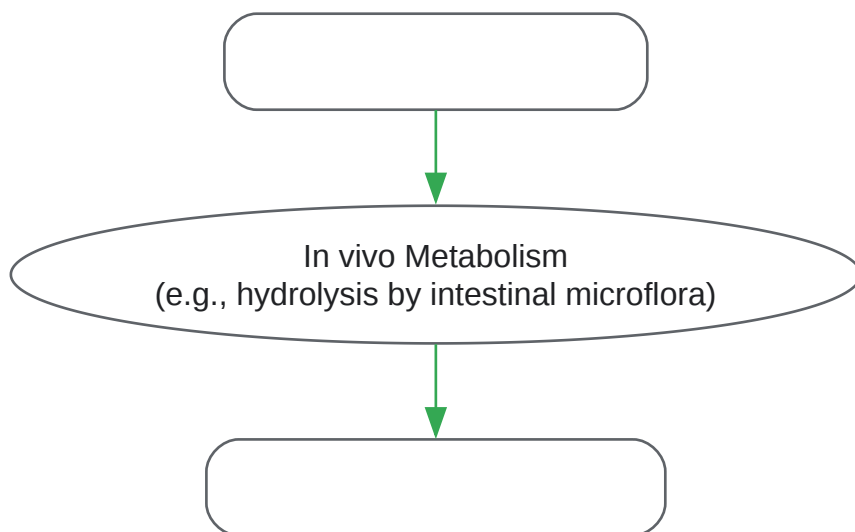 In vivo Metabolism
(e.g., hydrolysis by intestinal microflora)